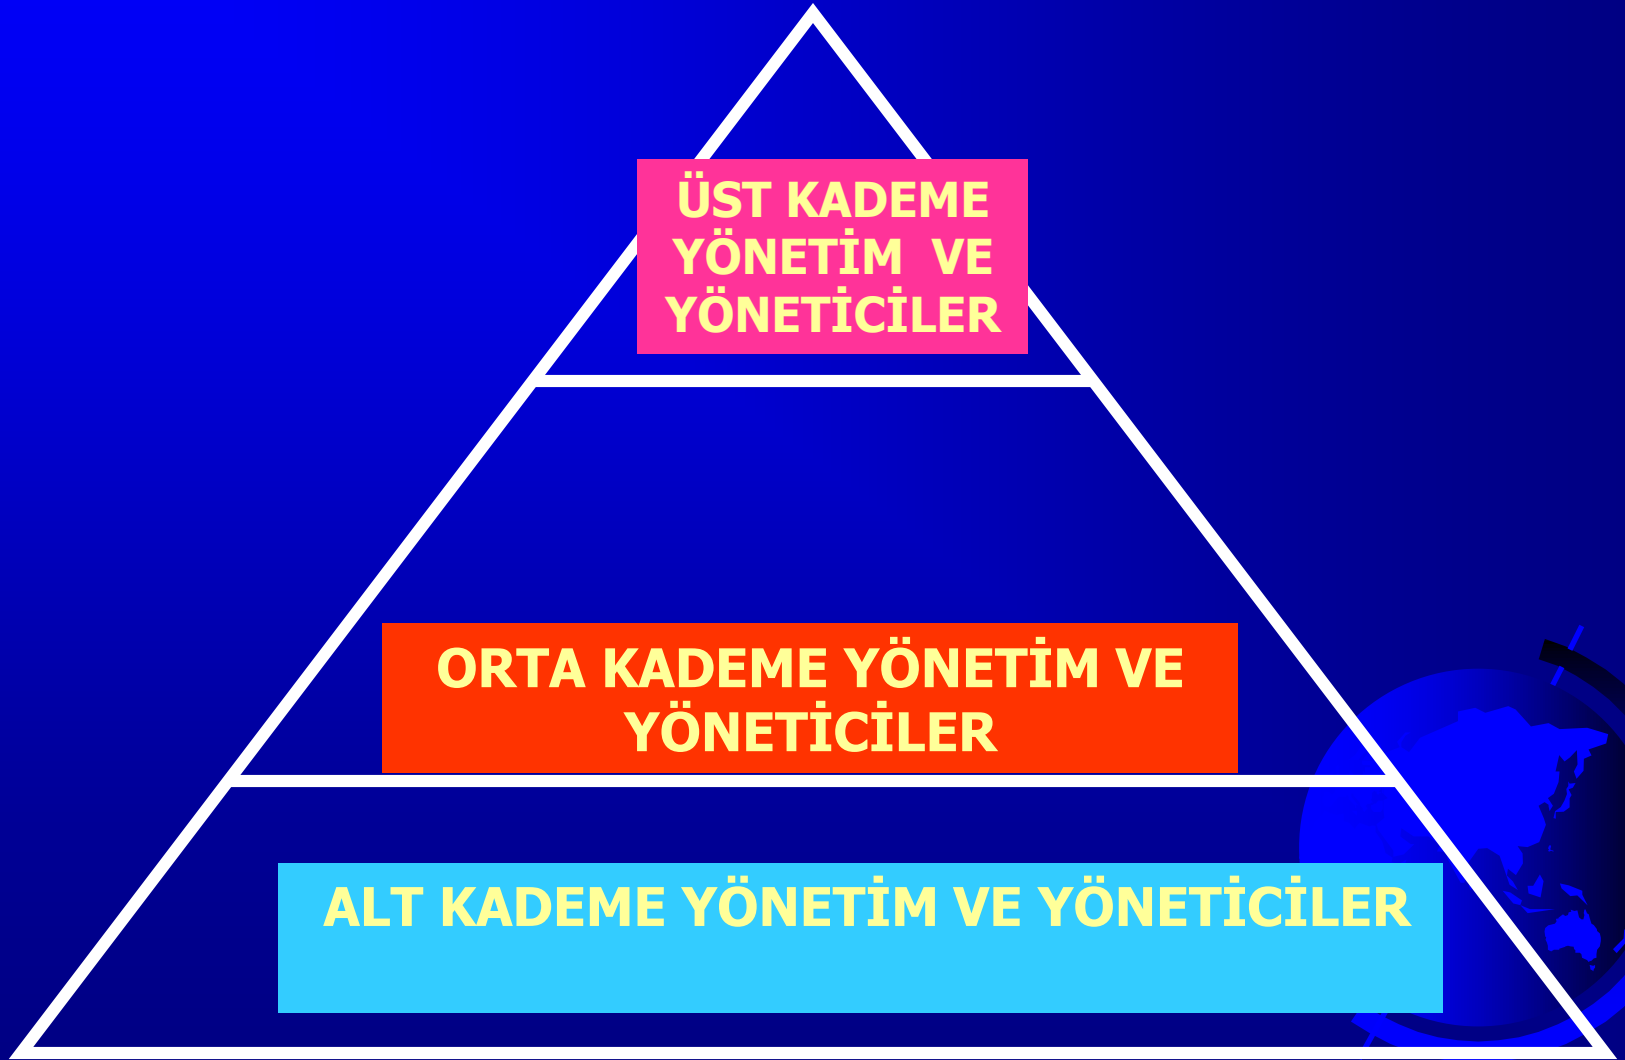 ÜST KADEME
YÖNETİM VE
YÖNETİCİLER
ORTA KADEME YÖNETİM VE
YÖNETİCİLER
ALT KADEME YÖNETİM VE YÖNETİCİLER